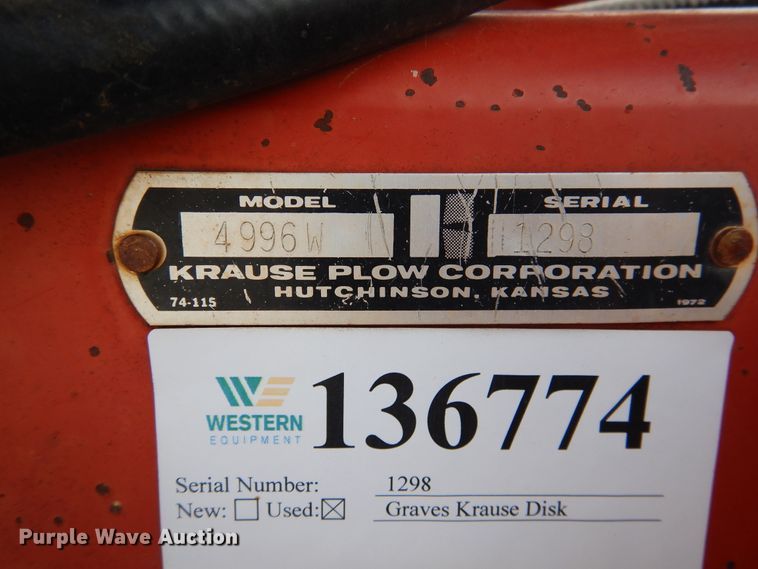 MODEL SERIAL
4996W 1298
KRAUSE PLOW CORPORATION
HUTCHINSON, KANSAS
74-115 1972
WESTERN
EQUIPMENT
136774
Serial Number: 1298
New: Used: Graves Krause Disk
Purple Wave Auction